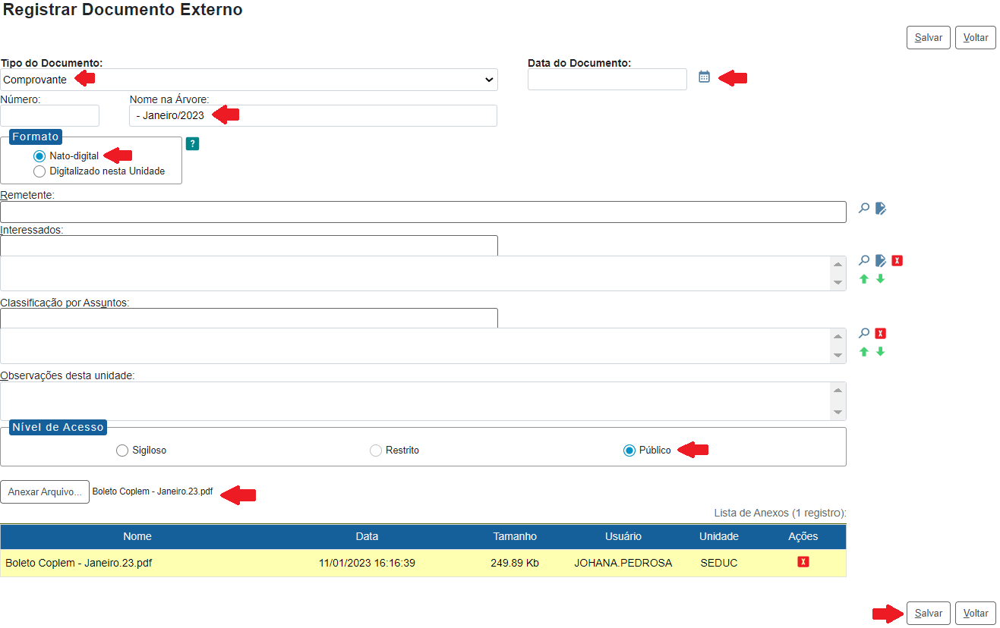 Registrar Documento Externo
Salvar Voltar
Tipo do Documento: Data do Documento:
Comprovante
Número: Nome na Árvore:
- Janeiro/2023
Formato
?
Nato-digital
Digitalizado nesta Unidade
Remetente:
Interessados:
X
Classificação por Assuntos:
X
Observações desta unidade:
Nível de Acesso
Sigiloso Restrito Público
Anexar Arquivo... Boleto Coplem - Janeiro.23.pdf
Lista de Anexos (1 registro):
Nome Data Tamanho Usuário Unidade Ações
Boleto Coplem - Janeiro.23.pdf 11/01/2023 16:16:39 249.89 Kb JOHANA.PEDROSA SEDUC X
Salvar Voltar